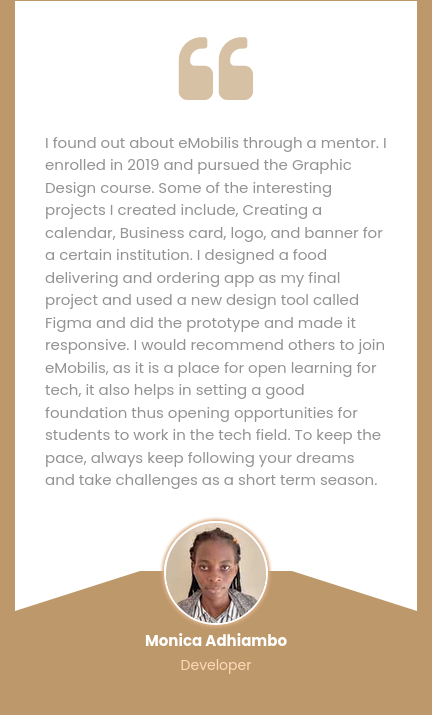 I found out about eMobilis through a mentor. I
enrolled in 2019 and pursued the Graphic
Design course. Some of the interesting
projects I created include, Creating a
calendar, Business card, logo, and banner for
a certain institution. I designed a food
delivering and ordering app as my final
project and used a new design tool called
Figma and did the prototype and made it
responsive. I would recommend others to join
eMobilis, as it is a place for open learning for
tech, it also helps in setting a good
foundation thus opening opportunities for
students to work in the tech field. To keep the
pace, always keep following your dreams
and take challenges as a short term season.
Monica Adhiambo
Developer